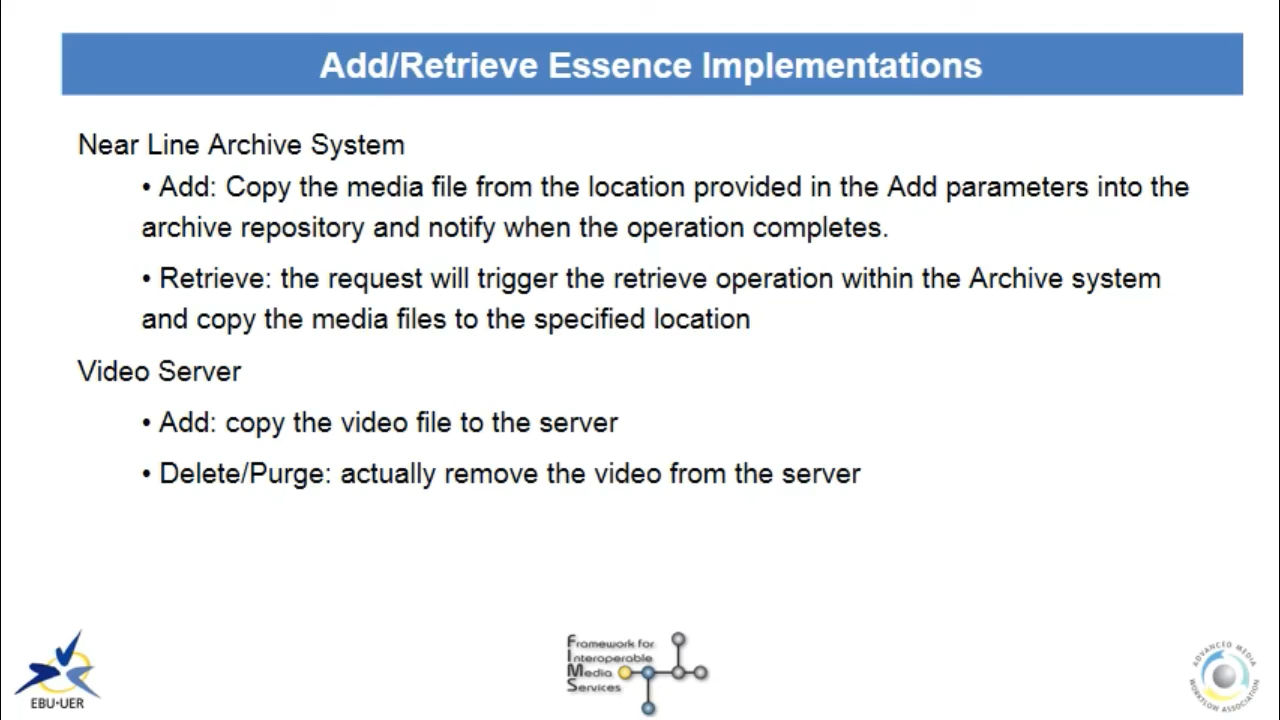 Add/Retrieve Essence Implementations
Near Line Archive System
• Add: Copy the media file from the location provided in the Add parameters into the
archive repository and notify when the operation completes.
• Retrieve: the request will trigger the retrieve operation within the Archive system
and copy the media files to the specified location
Video Server
• Add: copy the video file to the server
• Delete/Purge: actually remove the video from the server
EBU•UER
Framework for
Interoperable
Media
Services
ADVANCED MEDIA
WORKFLOW ASSOCIATION